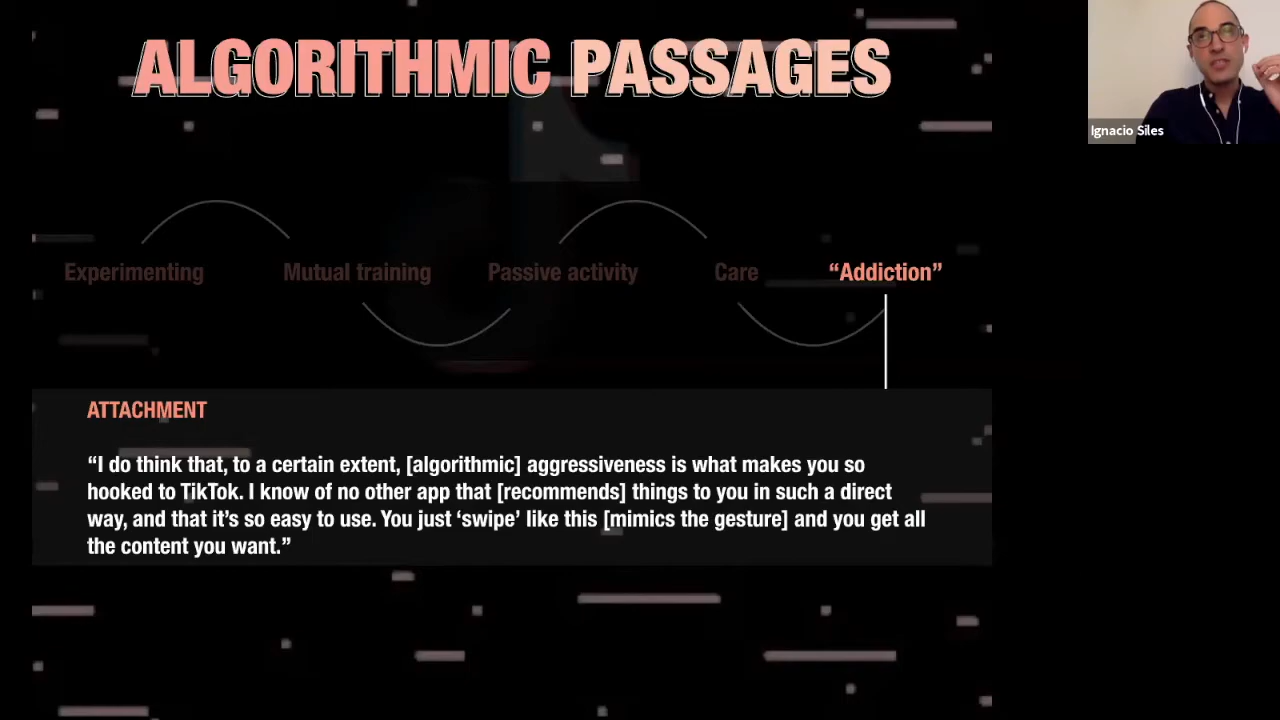 ALGORITHMIC PASSAGES
Ignacio Siles
Experimenting
Mutual training
Passive activity
Care
“Addiction”
ATTACHMENT
“I do think that, to a certain extent, [algorithmic] aggressiveness is what makes you so
hooked to TikTok. I know of no other app that [recommends] things to you in such a direct
way, and that it’s so easy to use. You just ‘swipe’ like this [mimics the gesture] and you get all
the content you want.”